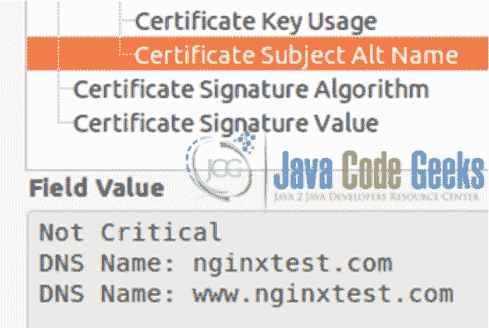 Certificate Key Usage
Certificate Subject Alt Name
Certificate Signature Algorithm
Certificate Signature Value
JCG
Java Code Geeks
JAVA 2 JAVA DEVELOPERS RESOURCE CENTER
Field Value
Not Critical
DNS Name: nginxtest.com
DNS Name: www.nginxtest.com